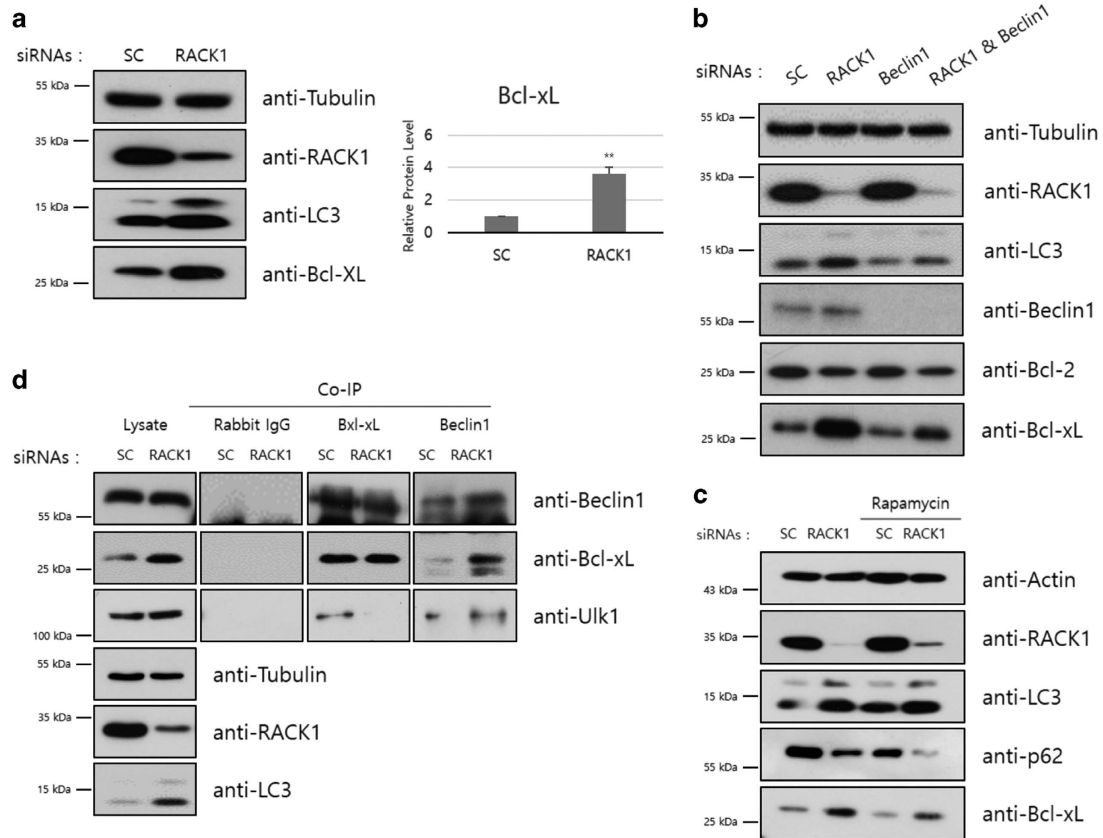 a
siRNAs : SC RACK1
55 kDa
anti-Tubulin
35 kDa
anti-RACK1
15 kDa
anti-LC3
25 kDa
anti-Bcl-XL
Bcl-xL
Relative Protein Level
6
4
2
0
**
SC RACK1
b
siRNAs : SC RACK1 Beclin1 RACK1 & Beclin1
55 kDa
anti-Tubulin
35 kDa
anti-RACK1
15 kDa
anti-LC3
55 kDa
anti-Beclin1
25 kDa
anti-Bcl-2
25 kDa
anti-Bcl-xL
d
Co-IP
Lysate Rabbit IgG Bxl-xL Beclin1
siRNAs : SC RACK1 SC RACK1 SC RACK1 SC RACK1
55 kDa
anti-Beclin1
25 kDa
anti-Bcl-xL
100 kDa
anti-Ulk1
55 kDa
anti-Tubulin
35 kDa
anti-RACK1
15 kDa
anti-LC3
c
Rapamycin
siRNAs : SC RACK1 SC RACK1
43 kDa
anti-Actin
35 kDa
anti-RACK1
15 kDa
anti-LC3
55 kDa
anti-p62
25 kDa
anti-Bcl-xL